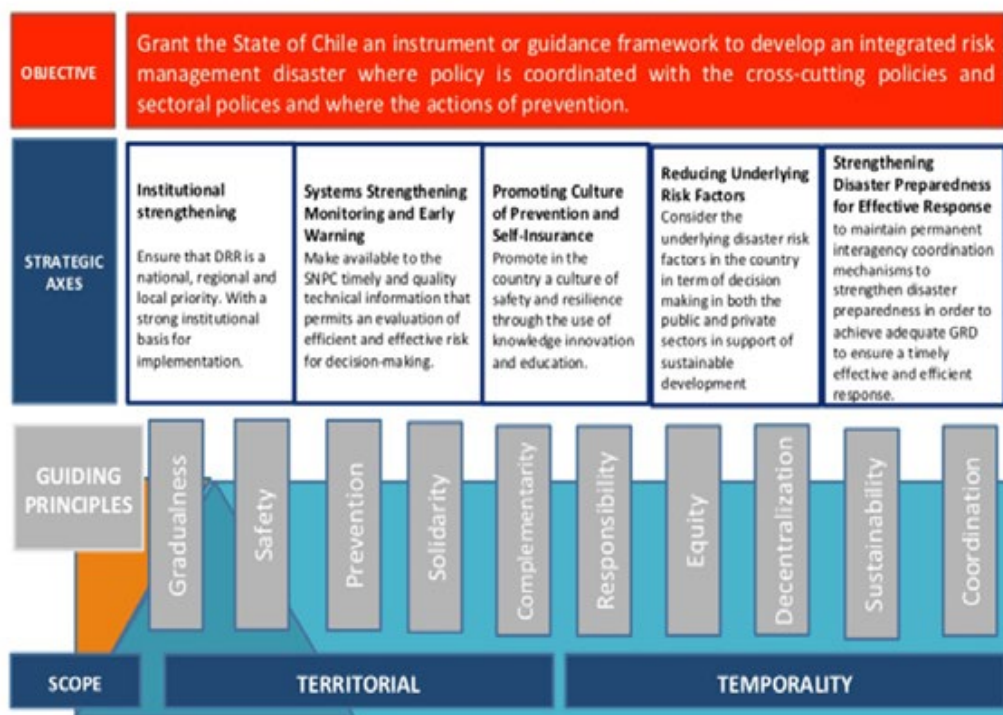 OBJECTIVE
Grant the State of Chile an instrument or guidance framework to develop an integrated risk
management disaster where policy is coordinated with the cross-cutting policies and
sectoral polices and where the actions of prevention.
STRATEGIC
AXES
Institutional
strengthening
Ensure that DRR is a
national, regional and
local priority. With a
strong institutional
basis for
implementation.
Systems Strengthening
Monitoring and Early
Warning
Make available to the
SNPC timely and quality
technical information that
permits an evaluation of
efficient and effective risk
for decision-making.
Promoting Culture
of Prevention and
Self-Insurance
Promote in the
country a culture of
safety and resilience
through the use of
knowledge innovation
and education.
Reducing Underlying
Risk Factors
Consider the
underlying disaster risk
factors in the country
in term of decision
making in both the
public and private
sectors in support of
sustainable
development
Strengthening
Disaster Preparedness
for Effective Response
to maintain permanent
interagency coordination
mechanisms to
strengthen disaster
preparedness in order to
achieve adequate GRD
to ensure a timely
effective and efficient
response.
GUIDING
PRINCIPLES
Gradualness
Safety
Prevention
Solidarity
Complementarity
Responsibility
Equity
Decentralization
Sustainability
Coordination
SCOPE
TERRITORIAL
TEMPORALITY